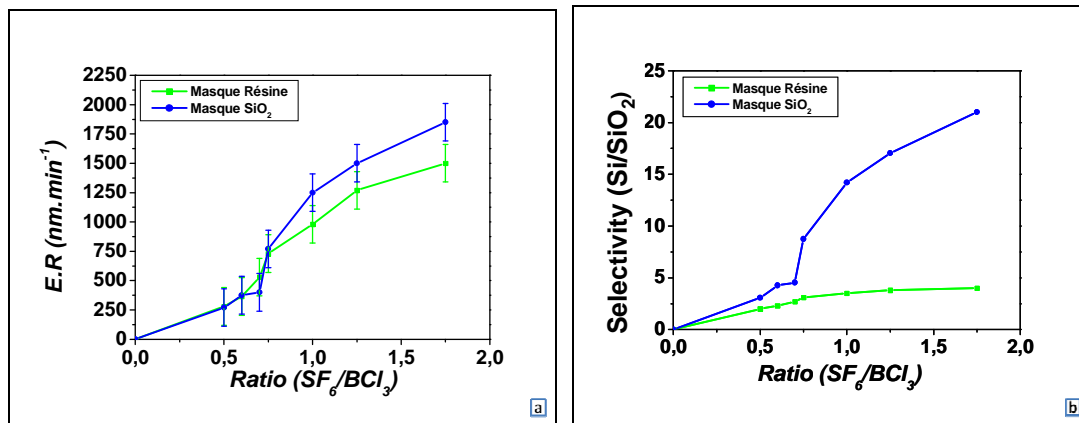 E.R (nm.min⁻¹)
2250
2000
1750
1500
1250
1000
750
500
250
0
Masque Résine
Masque SiO₂
0,0 0,5 1,0 1,5 2,0
Ratio (SF₆/BCl₃)
a
Selectivity (Si/SiO₂)
25
20
15
10
5
0
Masque Résine
Masque SiO₂
0,0 0,5 1,0 1,5 2,0
Ratio (SF₆/BCl₃)
b